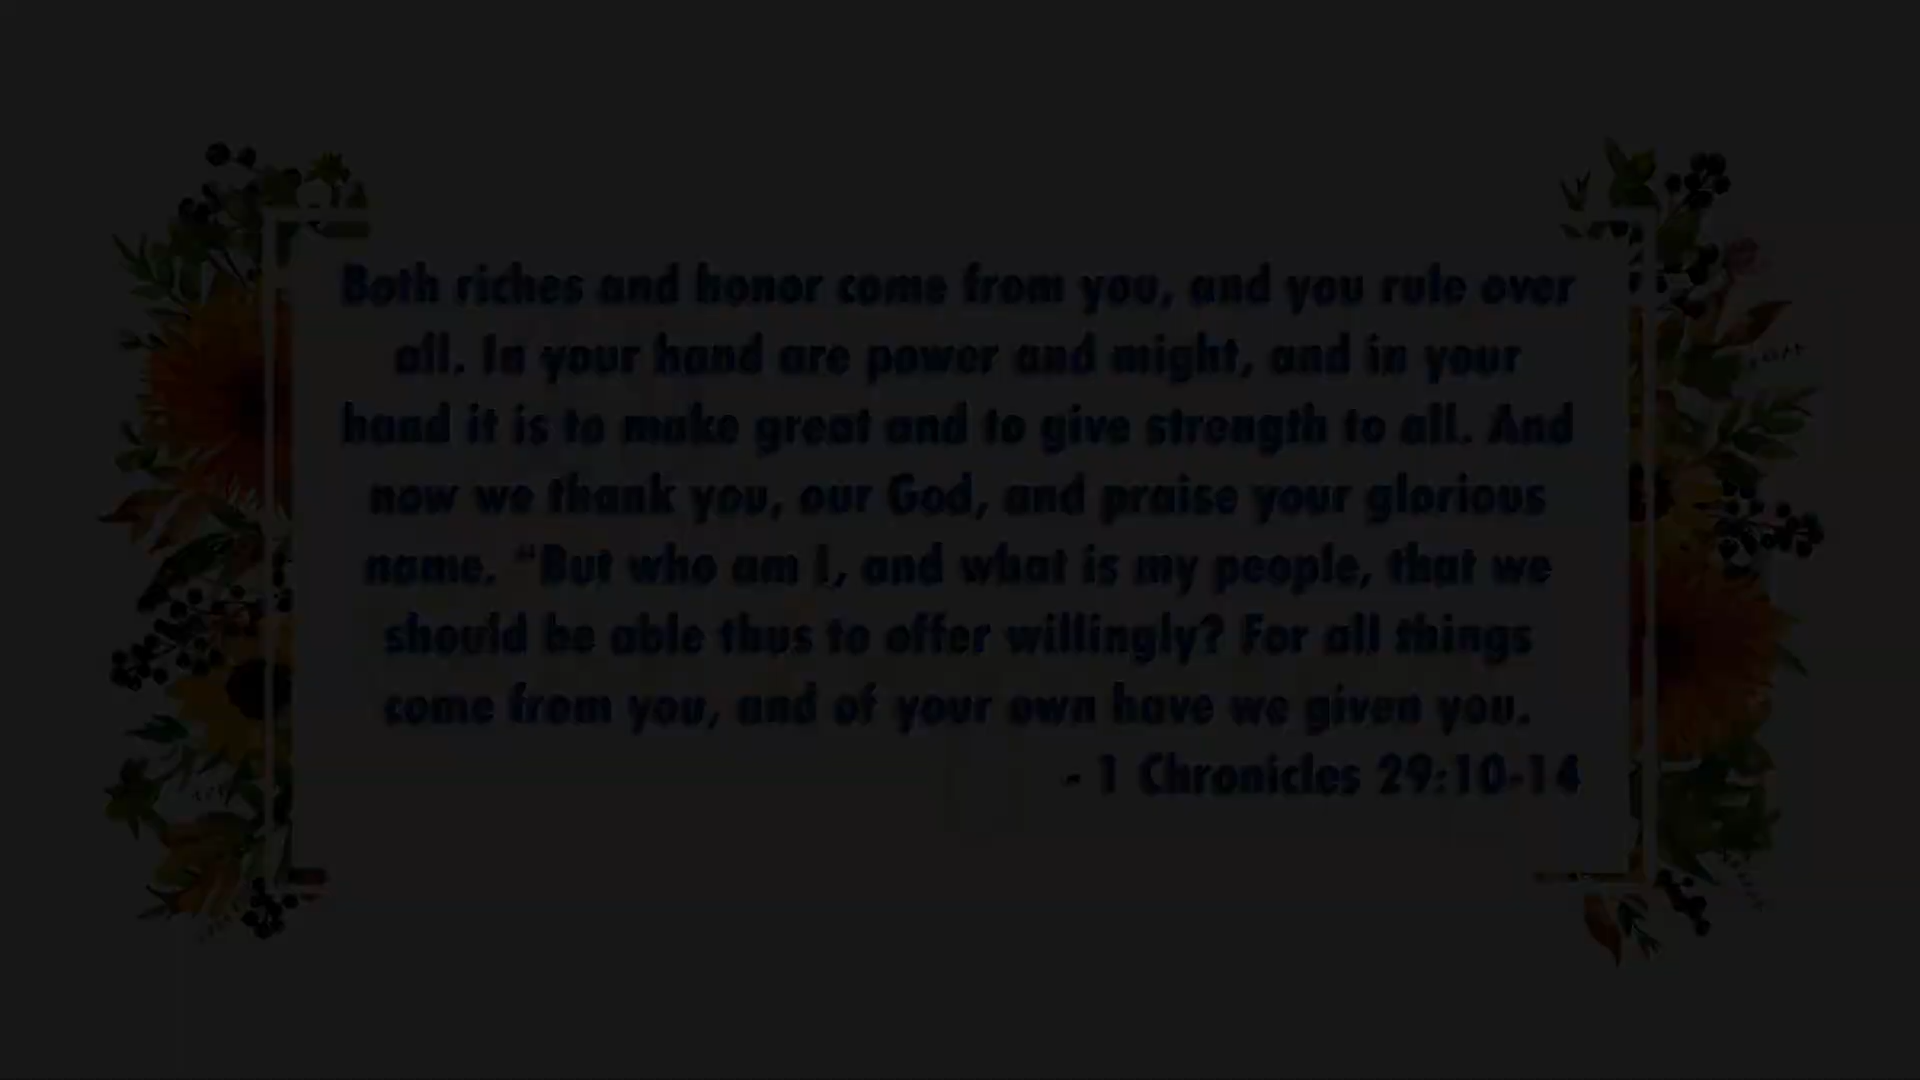 Both riches and honor come from you, and you rule over
all. In your hand are power and might, and in your
hand it is to make great and to give strength to all. And
now we thank you, our God, and praise your glorious
name. “But who am I, and what is my people, that we
should be able thus to offer willingly? For all things
come from you, and of your own have we given you.
- 1 Chronicles 29:10-14